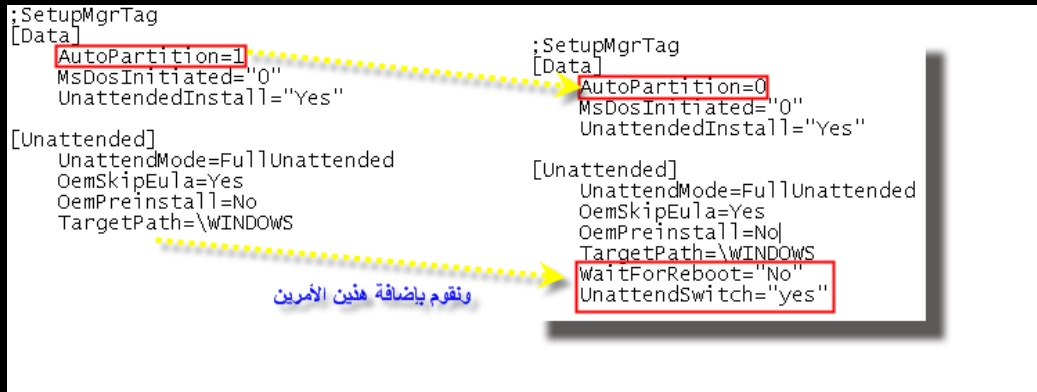 ;SetupMgrTag
[Data]
AutoPartition=1
MsDosInitiated="0"
UnattendedInstall="Yes"
[Unattended]
UnattendMode=FullUnattended
OemSkipEula=Yes
OemPreinstall=No
TargetPath=\WINDOWS
ونقوم بإضافة هذين الأمرين
;SetupMgrTag
[Data]
AutoPartition=0
MsDosInitiated="0"
UnattendedInstall="Yes"
[Unattended]
UnattendMode=FullUnattended
OemSkipEula=Yes
OemPreinstall=No
TargetPath=\WINDOWS
WaitForReboot="No"
UnattendSwitch="yes"